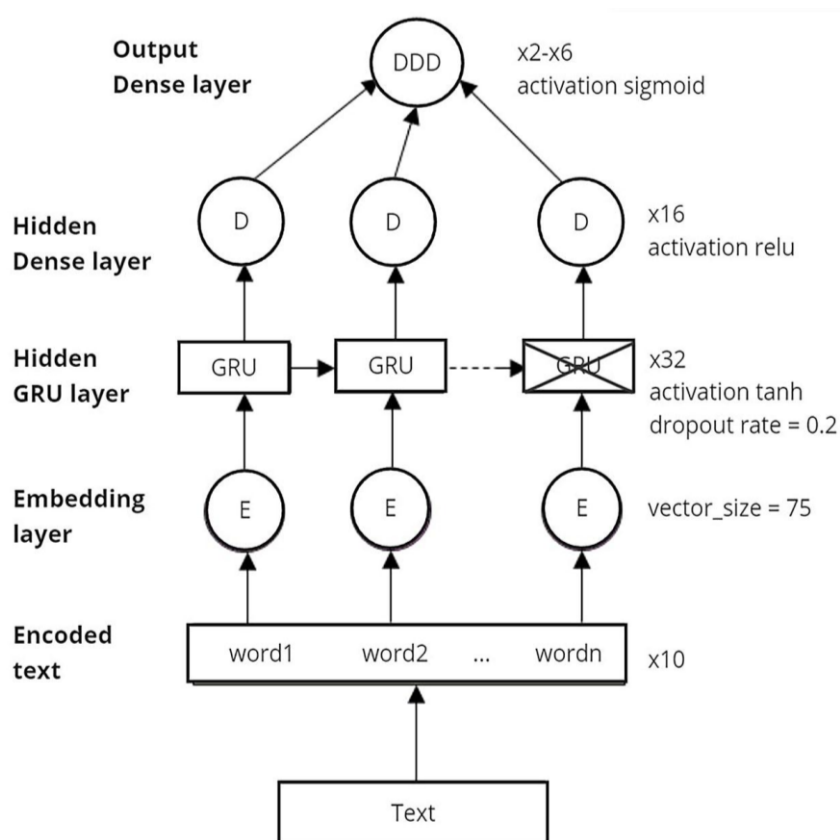 Output
Dense layer
DDD
x2-x6
activation sigmoid
Hidden
Dense layer
D
D
D
x16
activation relu
Hidden
GRU layer
GRU
GRU
GRU
x32
activation tanh
dropout rate = 0.2
Embedding
layer
E
E
E
vector_size = 75
Encoded
text
word1
word2
...
wordn
x10
Text